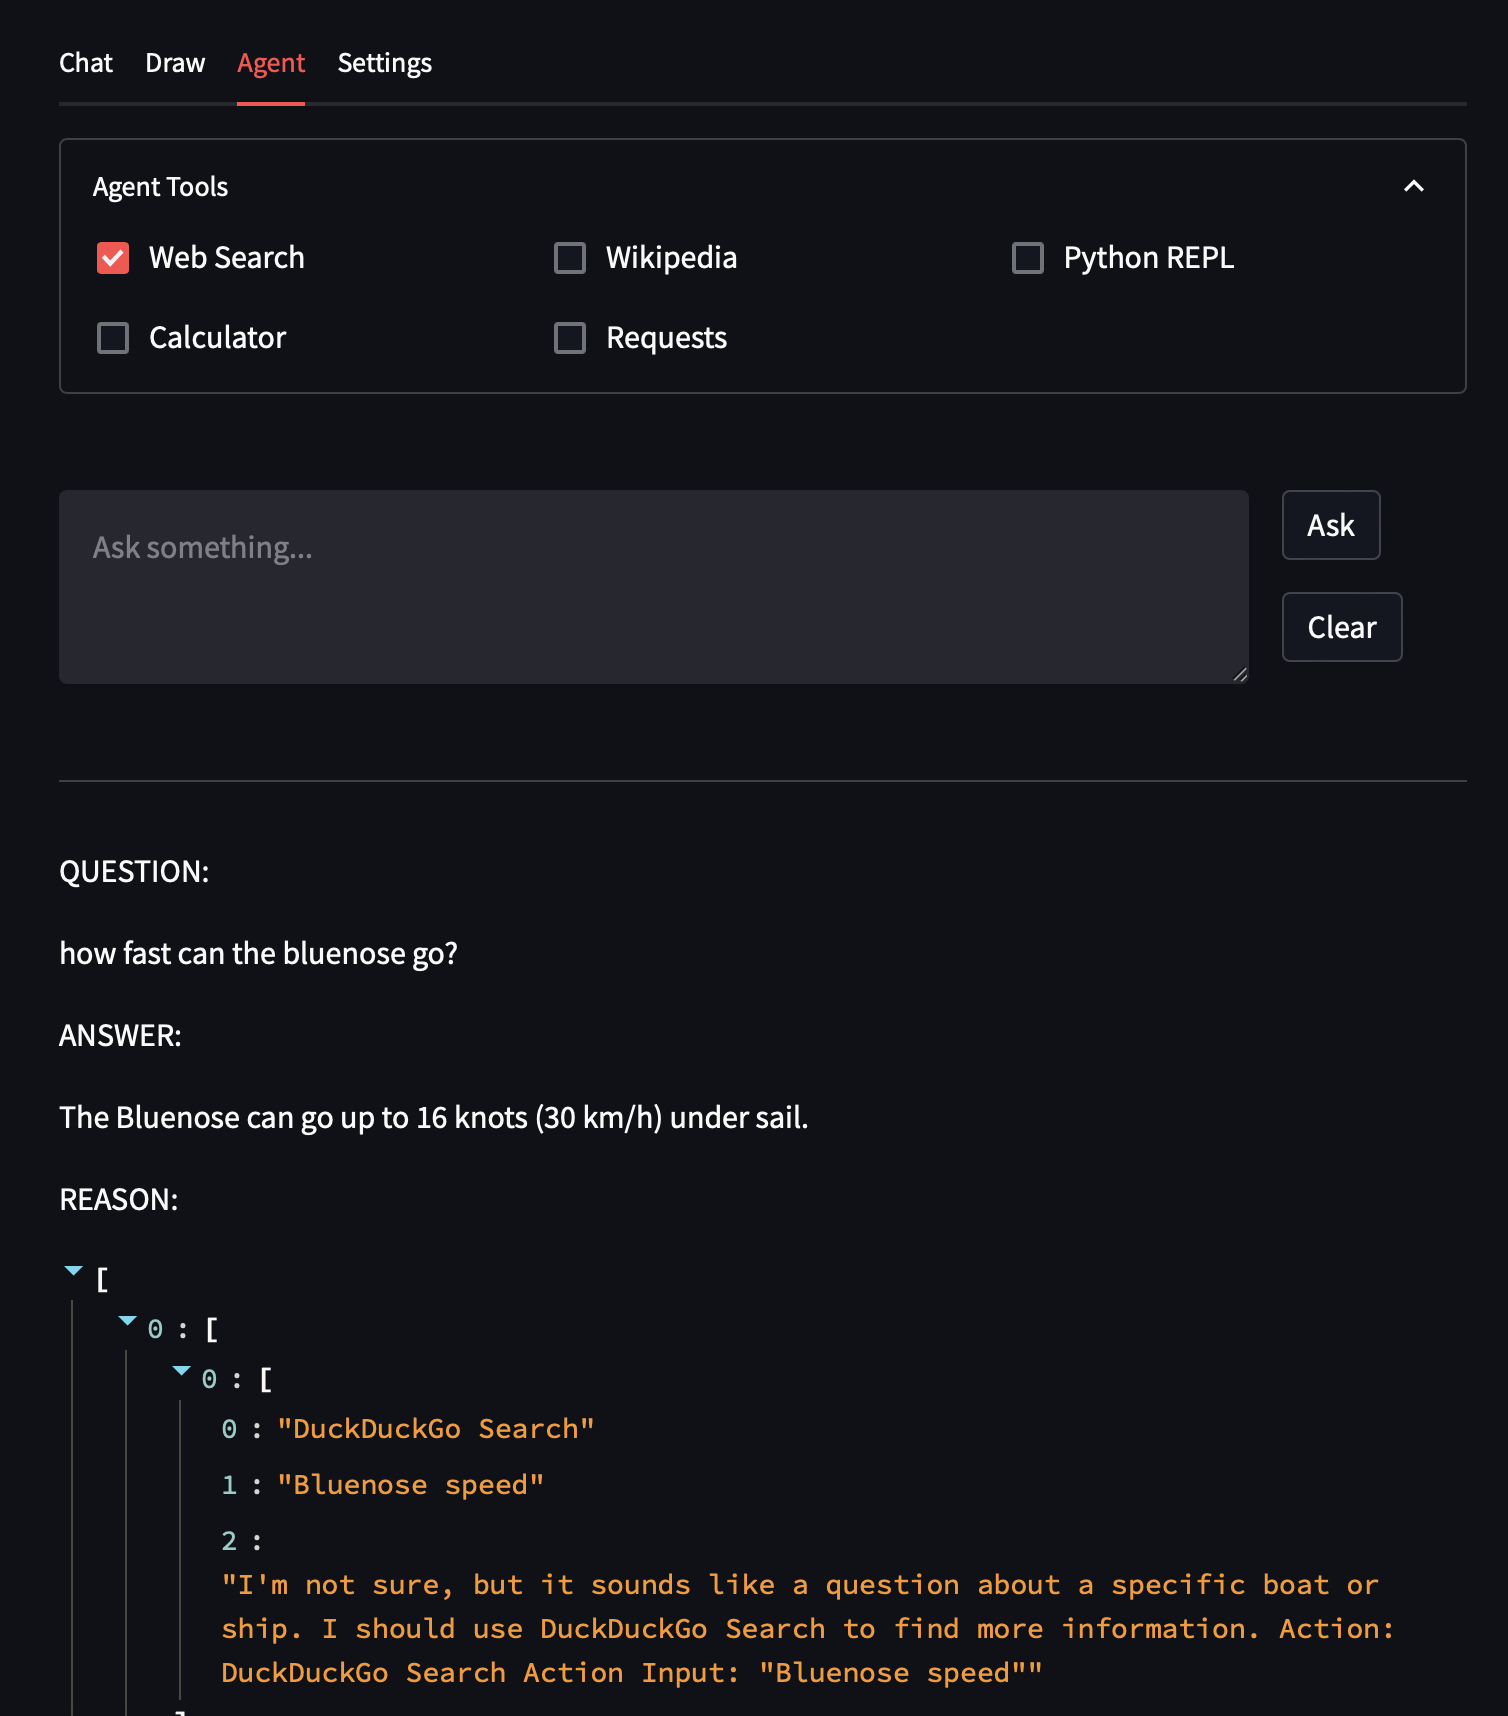 Chat Draw Agent Settings
Agent Tools
Web Search Wikipedia Python REPL
Calculator Requests
Ask something...
Ask
Clear
QUESTION:
how fast can the bluenose go?
ANSWER:
The Bluenose can go up to 16 knots (30 km/h) under sail.
REASON:
[
0 : [
0 : [
0 : "DuckDuckGo Search"
1 : "Bluenose speed"
2 :
"I'm not sure, but it sounds like a question about a specific boat or
ship. I should use DuckDuckGo Search to find more information. Action:
DuckDuckGo Search Action Input: "Bluenose speed""
]